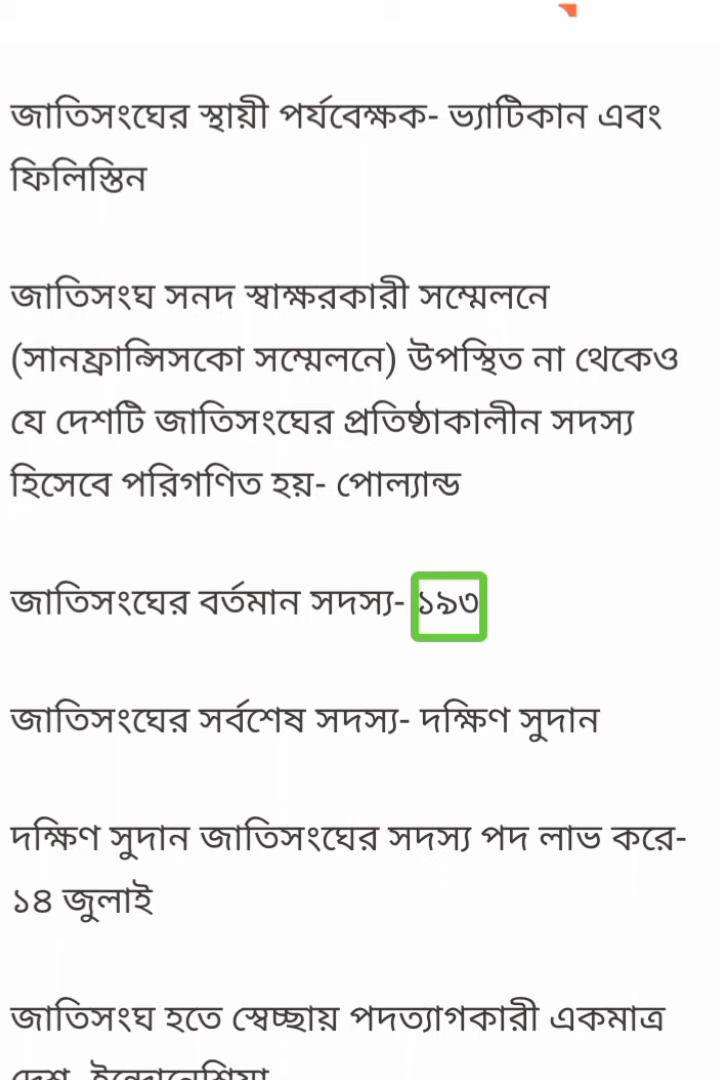 জাতিসংঘের স্থায়ী পর্যবেক্ষক- ভ্যাটিকান এবং
ফিলিস্তিন
জাতিসংঘ সনদ স্বাক্ষরকারী সম্মেলনে
(সানফ্রান্সিসকো সম্মেলনে) উপস্থিত না থেকেও
যে দেশটি জাতিসংঘের প্রতিষ্ঠাকালীন সদস্য
হিসেবে পরিগণিত হয়- পোল্যান্ড
জাতিসংঘের বর্তমান সদস্য- ১৯৩
জাতিসংঘের সর্বশেষ সদস্য- দক্ষিণ সুদান
দক্ষিণ সুদান জাতিসংঘের সদস্য পদ লাভ করে-
১৪ জুলাই
জাতিসংঘ হতে স্বেচ্ছায় পদত্যাগকারী একমাত্র
দেশ- ইন্দোনেশিয়া